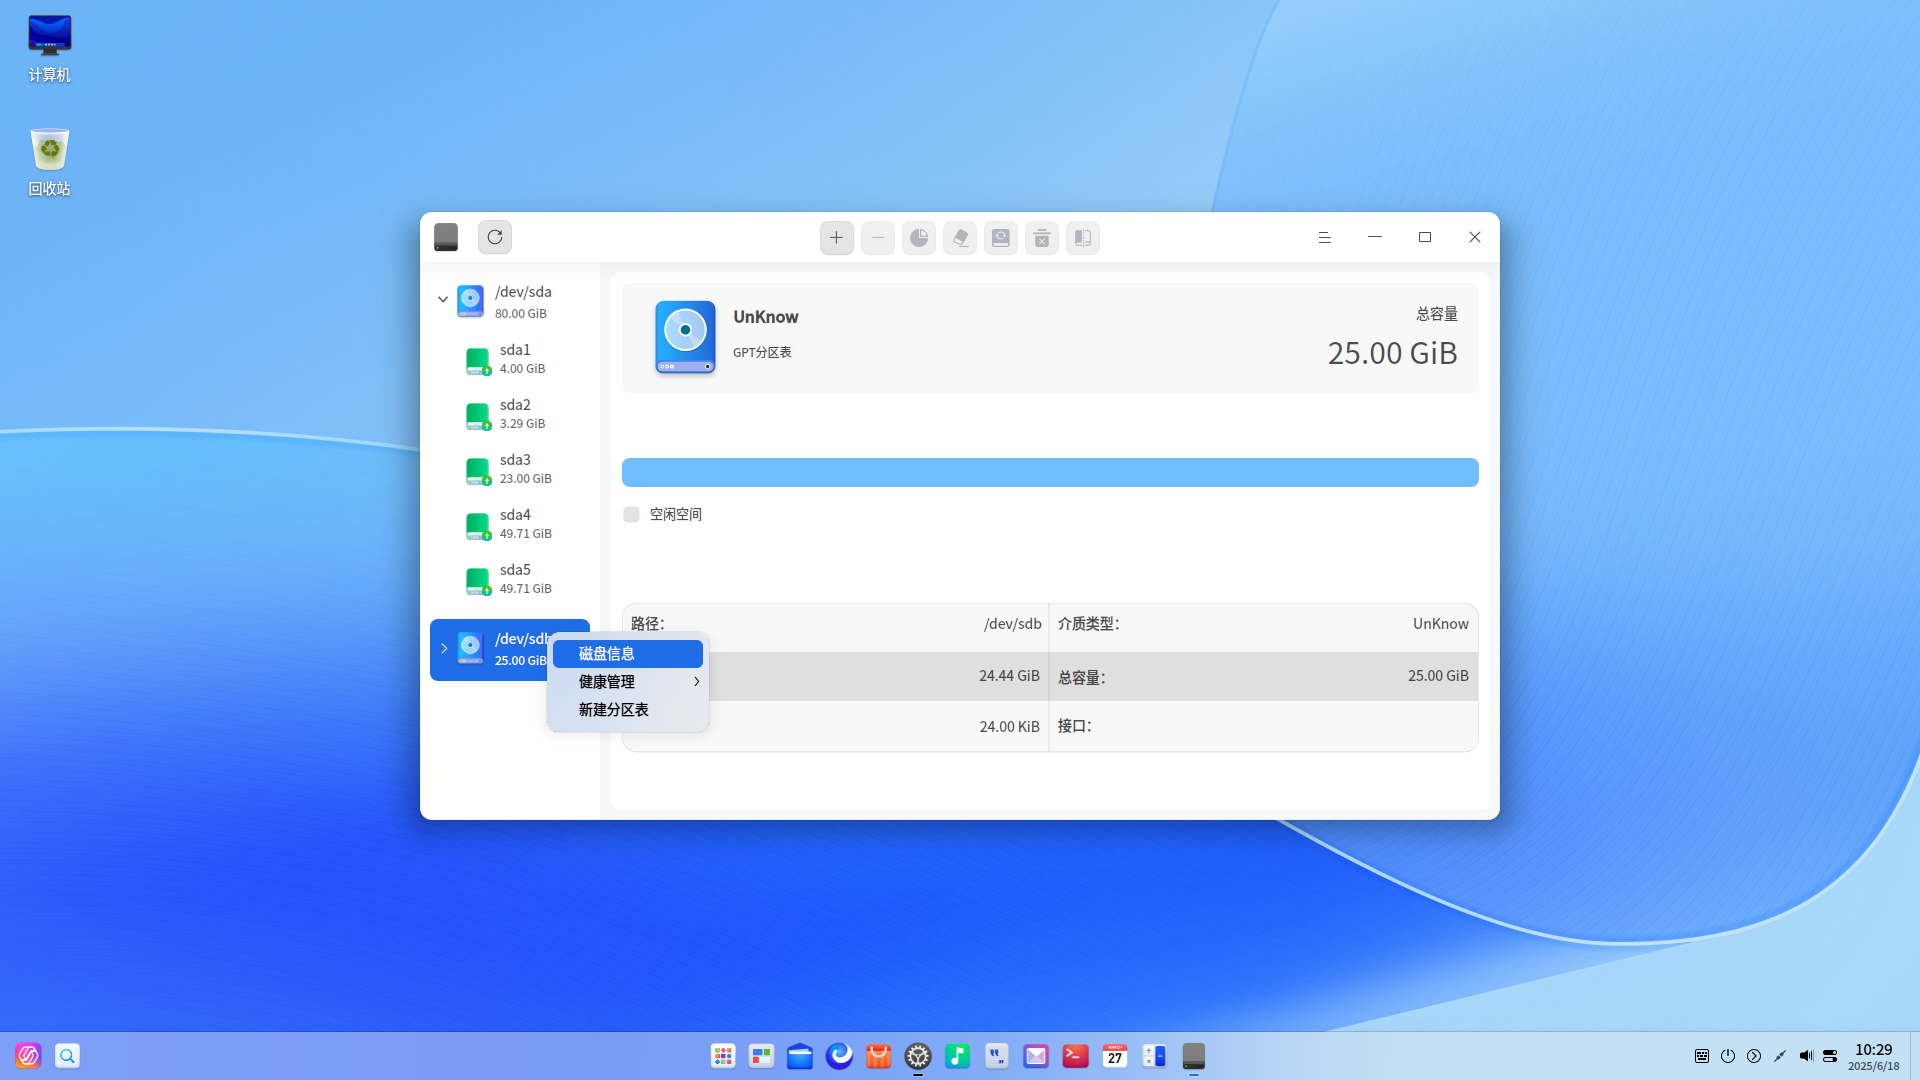 计算机
回收站
/dev/sda
80.00 GiB
sda1
4.00 GiB
sda2
3.29 GiB
sda3
23.00 GiB
sda4
49.71 GiB
sda5
49.71 GiB
/dev/sdb
25.00 GiB
磁盘信息
健康管理
新建分区表
UnKnow
GPT分区表
总容量
25.00 GiB
空闲空间
路径: /dev/sdb 介质类型: UnKnow
24.44 GiB 总容量: 25.00 GiB
24.00 KiB 接口:
27
10:29
2025/6/18